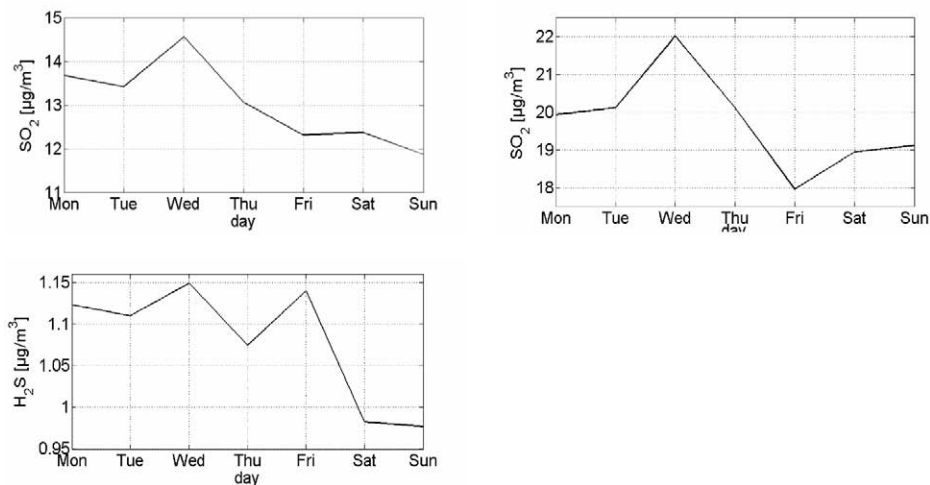 15
14
13
12
11
SO2 [µg/m3]
Mon Tue Wed Thu Fri Sat Sun
day
22
21
20
19
18
SO2 [µg/m3]
Mon Tue Wed Thu Fri Sat Sun
day
1.15
1.1
1.05
1
0.95
H2S [µg/m3]
Mon Tue Wed Thu Fri Sat Sun
day